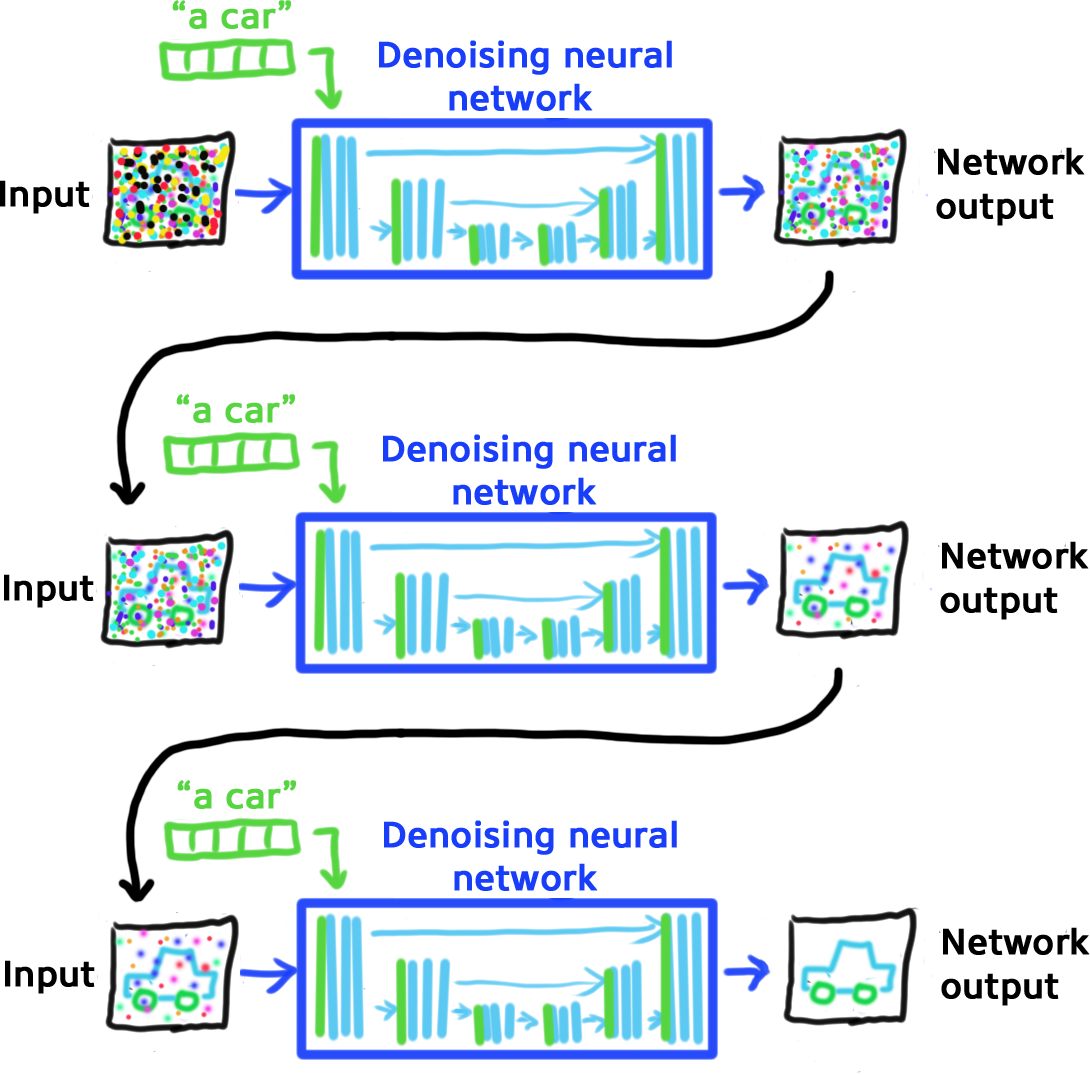 “a car”
Denoising neural
network
Input
Network
output
“a car”
Denoising neural
network
Input
Network
output
“a car”
Denoising neural
network
Input
Network
output